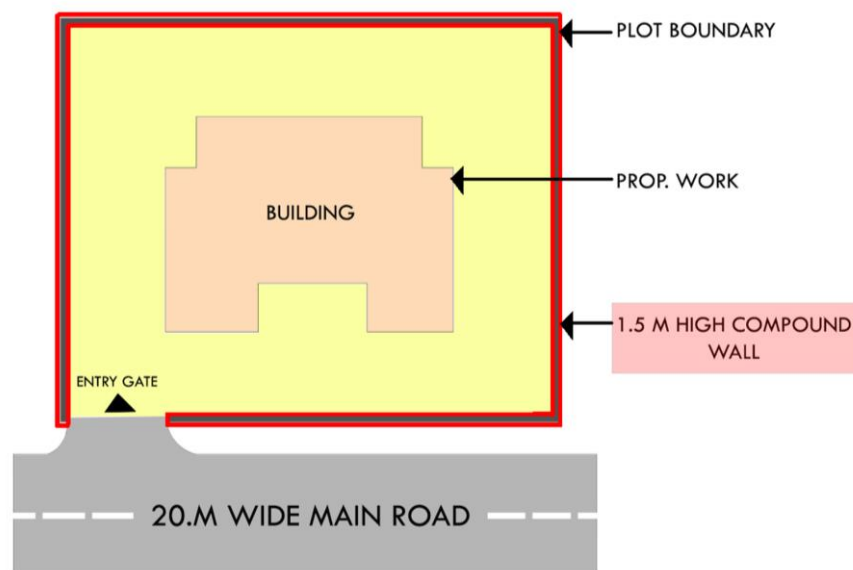 PLOT BOUNDARY
PROP. WORK
BUILDING
1.5 M HIGH COMPOUND
WALL
ENTRY GATE
20.M WIDE MAIN ROAD